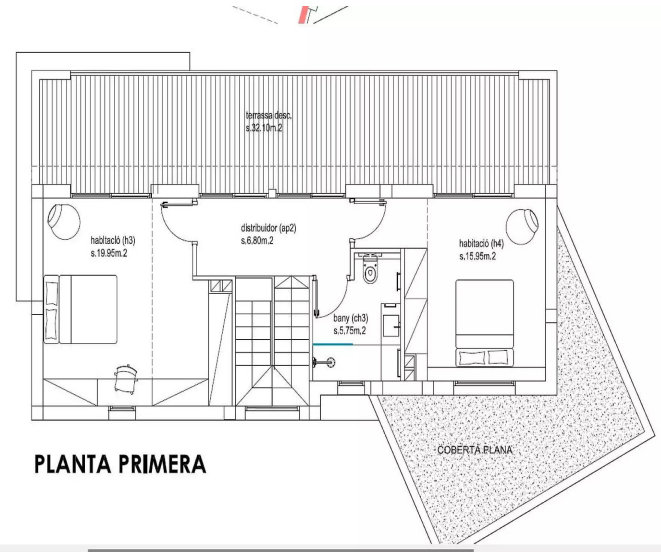 terrassa desc.
s.32.10m.2
distribuidor (ap2)
s.6,80m.2
habitació (h3)
s.19.95m.2
habitació (h4)
s.15.95m.2
bany (ch3)
s.5,75m,2
COBERTA PLANA
PLANTA PRIMERA